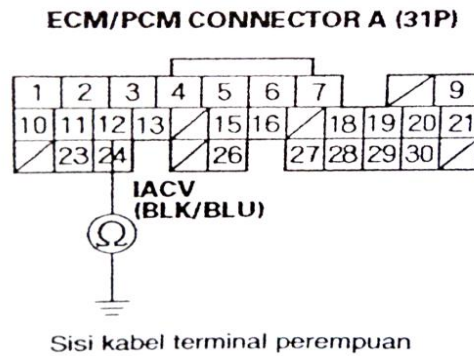 ECM/PCM CONNECTOR A (31P)
1 2 3 4 5 6 7 9
10 11 12 13 15 16 18 19 20 21
23 24 26 27 28 29 30
IACV
(BLK/BLU)
Ω
Sisi kabel terminal perempuan